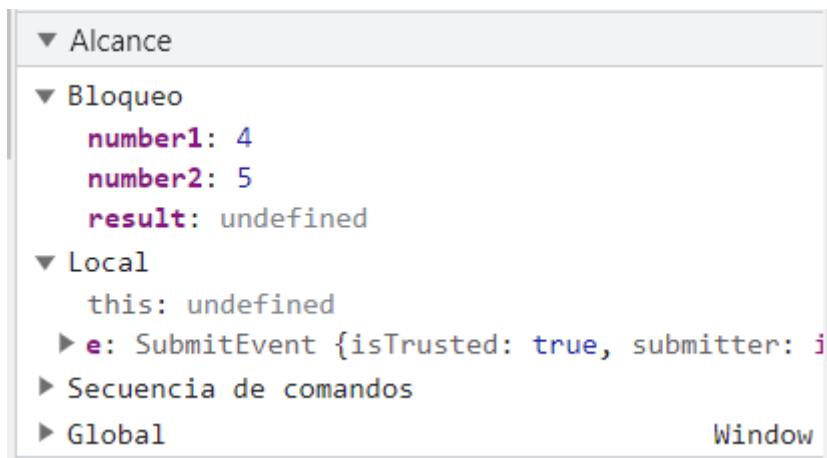 Alcance
Bloqueo
number1: 4
number2: 5
result: undefined
Local
this: undefined
e: SubmitEvent {isTrusted: true, submitter: i
Secuencia de comandos
Global Window